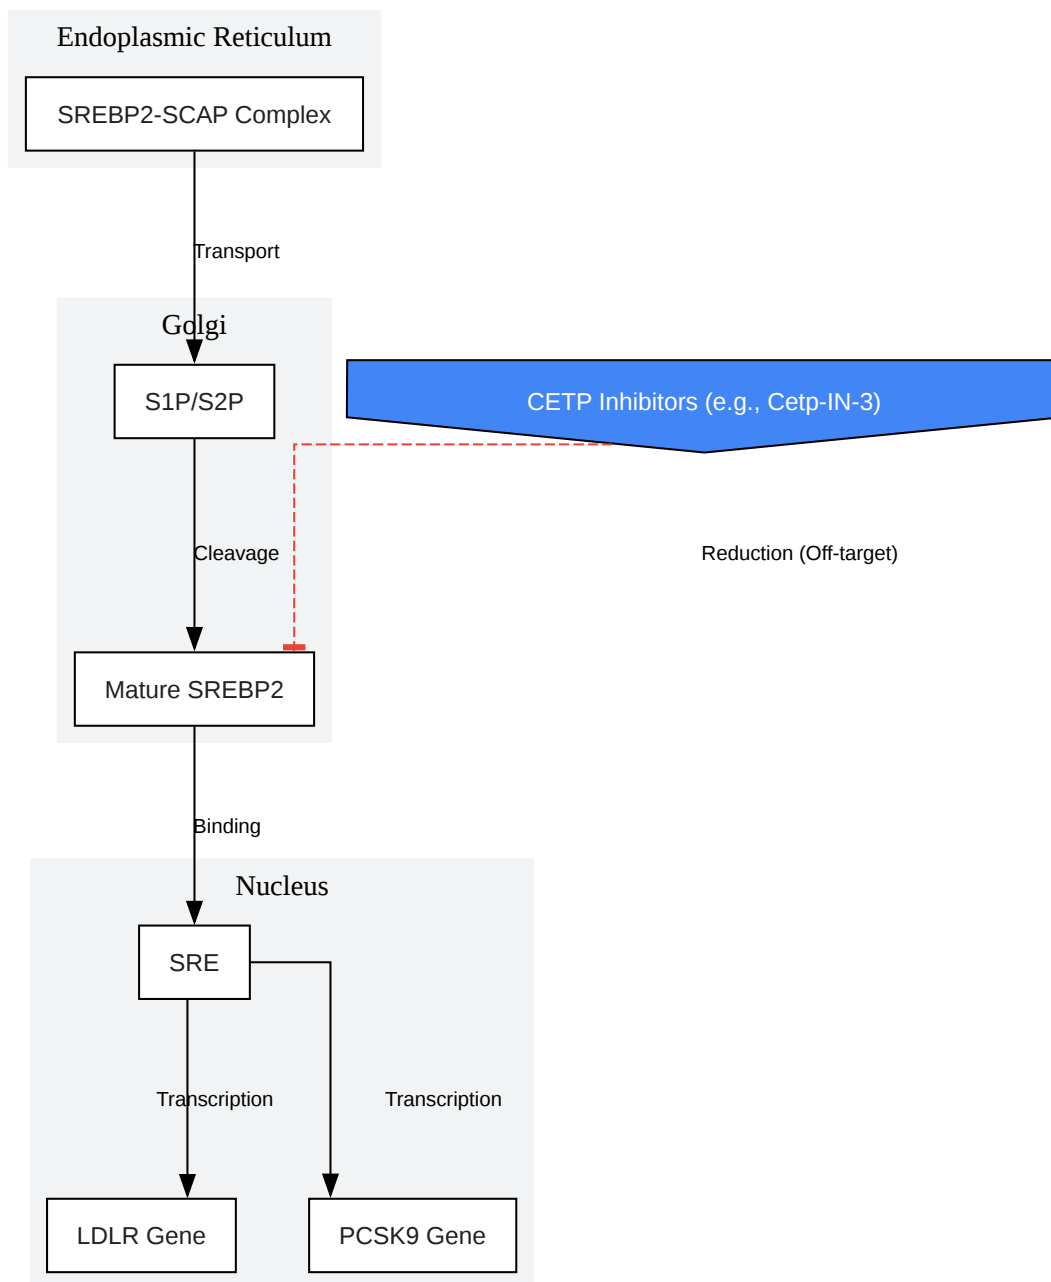 Endoplasmic Reticulum
SREBP2-SCAP Complex
Transport
Golgi
S1P/S2P
CETP Inhibitors (e.g., Cetp-IN-3)
Cleavage
Reduction (Off-target)
Mature SREBP2
Binding
Nucleus
SRE
Transcription
Transcription
LDLR Gene
PCSK9 Gene